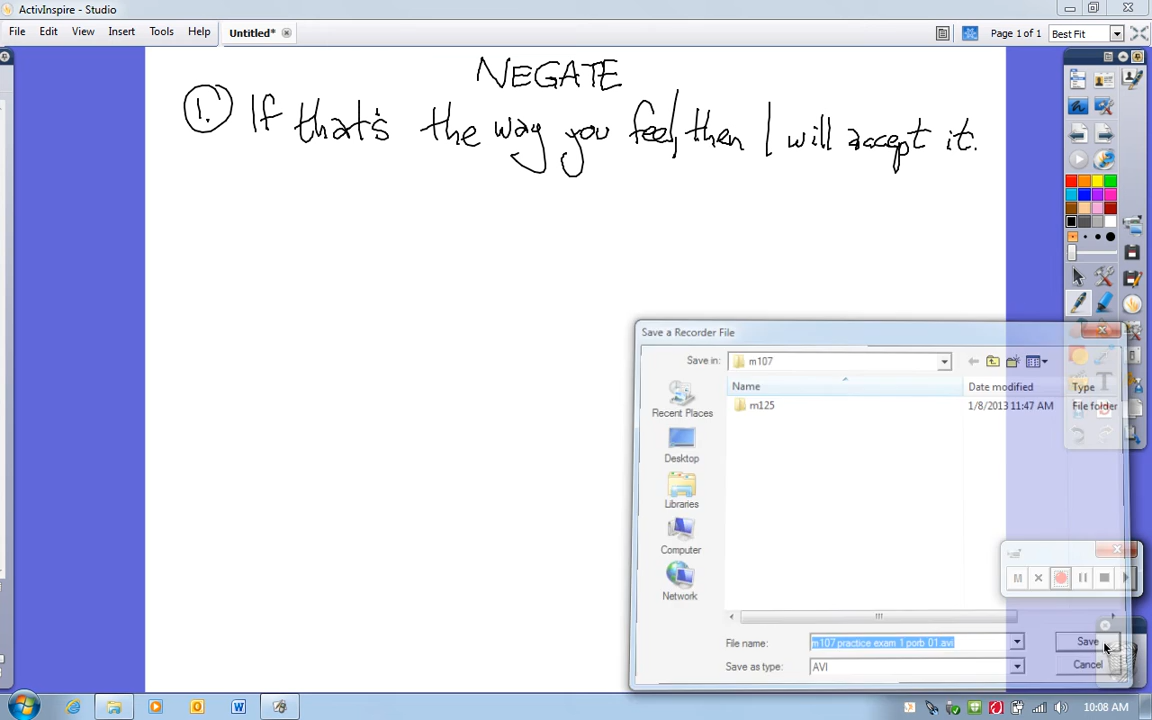 ActivInspire - Studio
File Edit View Insert Tools Help Untitled* Page 1 of 1 Best Fit
NEGATE
1. If that's the way you feel, then I will accept it.
Save a Recorder File
Save in: m107
Name Date modified Type
m125 1/8/2013 11:47 AM File folder
Recent Places
Desktop
Libraries
Computer
Network
File name: m107 practice exam 1 porb 01.avi Save
Save as type: AVI Cancel
10:08 AM